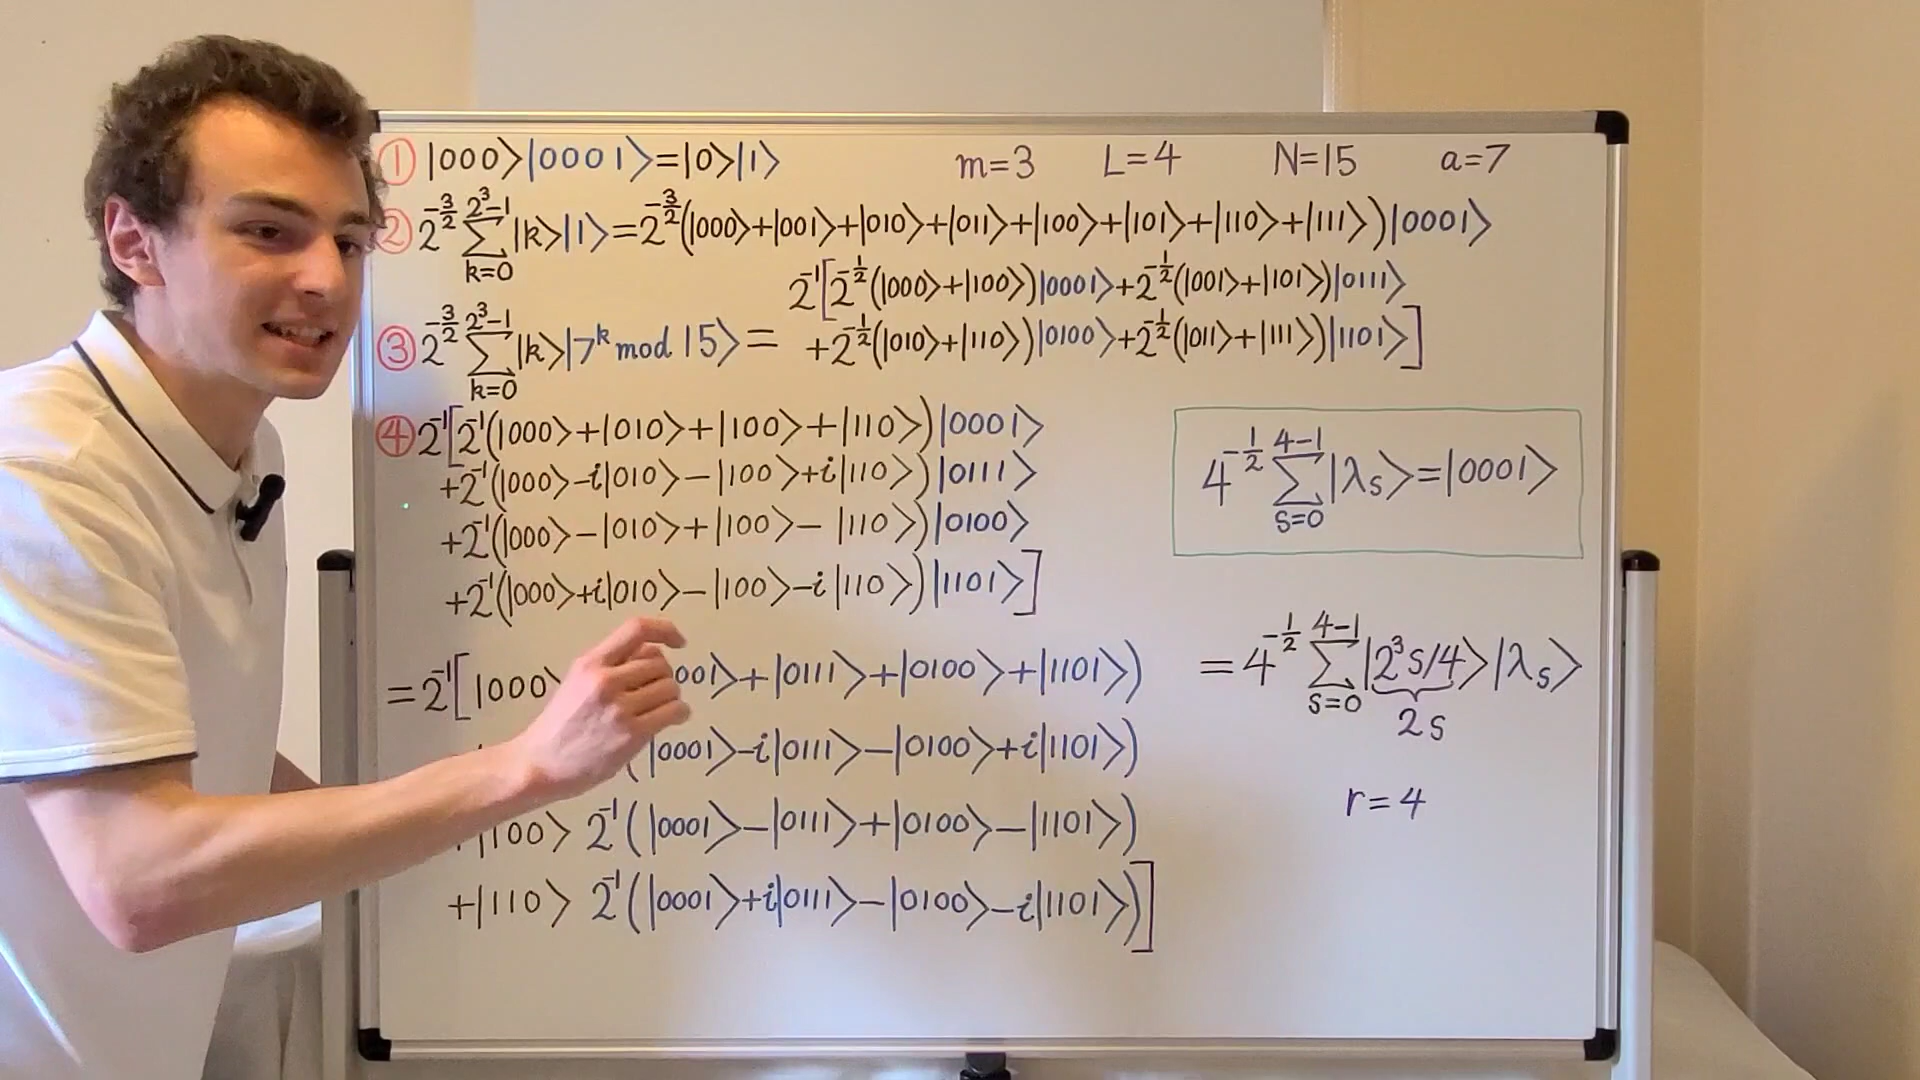 ① |000⟩|0001⟩=|0⟩|1⟩ m=3 L=4 N=15 a=7
② 2^{-3/2} ∑_{k=0}^{2^3-1} |k⟩|1⟩=2^{-3/2}(|000⟩+|001⟩+|010⟩+|011⟩+|100⟩+|101⟩+|110⟩+|111⟩)|0001⟩
③ 2^{-3/2} ∑_{k=0}^{2^3-1} |k⟩|7^k mod 15⟩ =
2^{-1}[2^{-1/2}(|000⟩+|100⟩)|0001⟩+2^{-1/2}(|001⟩+|101⟩)|0111⟩
+2^{-1/2}(|010⟩+|110⟩)|0100⟩+2^{-1/2}(|011⟩+|111⟩)|1101⟩]
④ 2^{-1}[2^{-1}(|000⟩+|010⟩+|100⟩+|110⟩)|0001⟩
+2^{-1}(|000⟩-i|010⟩-|100⟩+i|110⟩)|0111⟩
+2^{-1}(|000⟩-|010⟩+|100⟩-|110⟩)|0100⟩
+2^{-1}(|000⟩+i|010⟩-|100⟩-i|110⟩)|1101⟩]
4^{-1/2} ∑_{s=0}^{4-1} |λ_s⟩=|0001⟩
=2^{-1}[|000⟩ 001⟩+|0111⟩+|0100⟩+|1101⟩)
(|0001⟩-i|0111⟩-|0100⟩+i|1101⟩)
|100⟩ 2^{-1}(|0001⟩-|0111⟩+|0100⟩-|1101⟩)
+|110⟩ 2^{-1}(|0001⟩+i|0111⟩-|0100⟩-i|1101⟩)]
=4^{-1/2} ∑_{s=0}^{4-1} |2^3 s/4⟩|λ_s⟩
2s
r=4